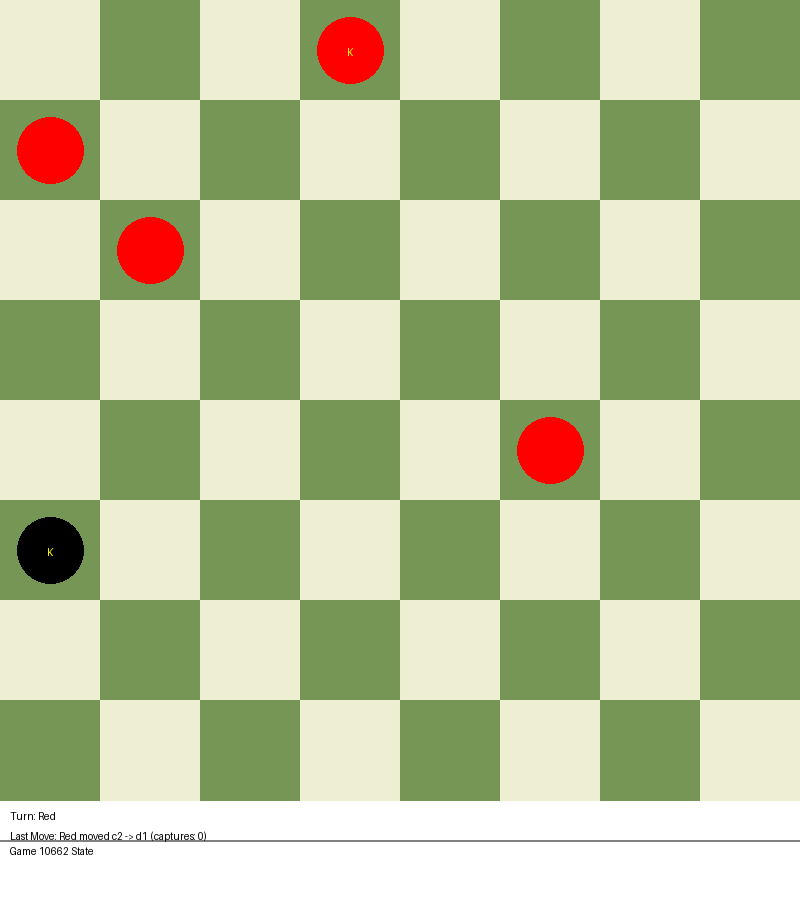 K
K
Turn: Red
Last Move: Red moved c2 -> d1 (captures: 0)
Game 10662 State